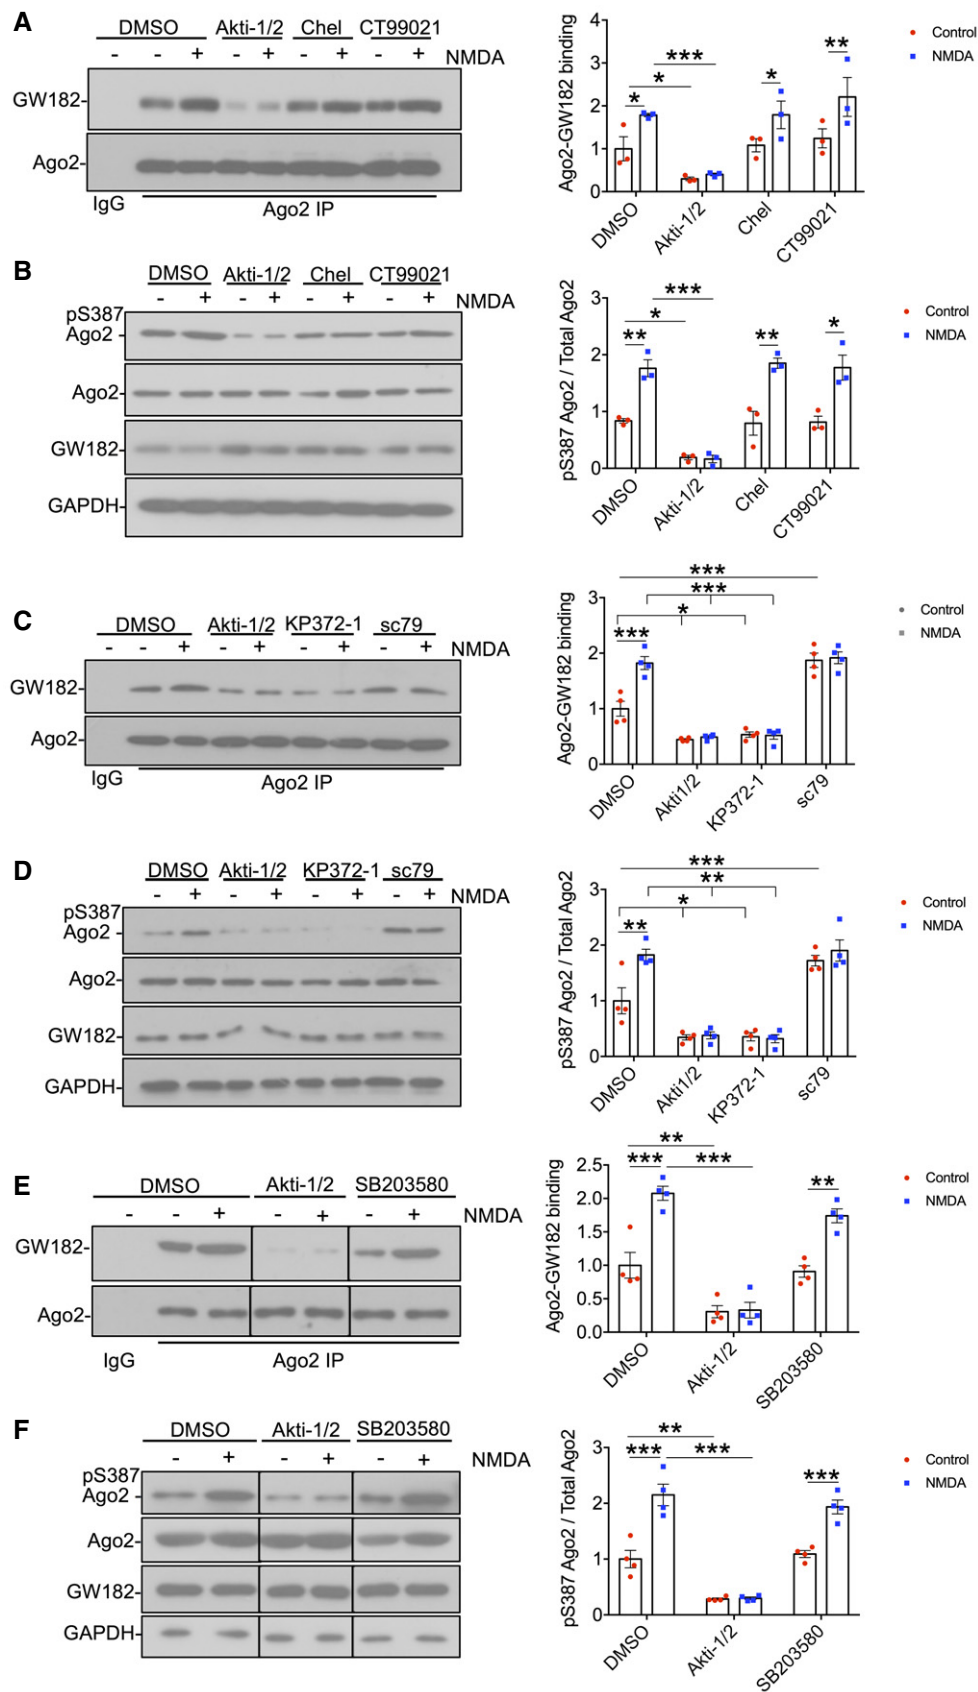 A
DMSO Akti-1/2 Chel CT99021
- - + - + - + - + NMDA
GW182-
Ago2-
IgG Ago2 IP
Ago2-GW182 binding
4
3
2
1
0
* * *** * **
Control
NMDA
DMSO Akti-1/2 Chel CT99021
B
DMSO Akti-1/2 Chel CT99021
- + - + - + - + NMDA
pS387
Ago2-
Ago2-
GW182-
GAPDH-
pS387 Ago2 / Total Ago2
3
2
1
0
** * *** ** *
Control
NMDA
DMSO Akti-1/2 Chel CT99021
C
DMSO Akti-1/2 KP372-1 sc79
- - + - + - + - + NMDA
GW182-
Ago2-
IgG Ago2 IP
Ago2-GW182 binding
3
2
1
0
***
***
*
***
Control
NMDA
DMSO Akti1/2 KP372-1 sc79
D
DMSO Akti-1/2 KP372-1 sc79
- + - + - + - + NMDA
pS387
Ago2-
Ago2-
GW182-
GAPDH-
pS387 Ago2 / Total Ago2
3
2
1
0
***
**
*
**
Control
NMDA
DMSO Akti1/2 KP372-1 sc79
E
DMSO Akti-1/2 SB203580
- - + - + - + NMDA
GW182-
Ago2-
IgG Ago2 IP
Ago2-GW182 binding
2.5
2.0
1.5
1.0
0.5
0.0
**
*** *** **
Control
NMDA
DMSO Akti-1/2 SB203580
F
DMSO Akti-1/2 SB203580
- + - + - + NMDA
pS387
Ago2-
Ago2-
GW182-
GAPDH-
pS387 Ago2 / Total Ago2
3
2
1
0
**
*** *** ***
Control
NMDA
DMSO Akti-1/2 SB203580